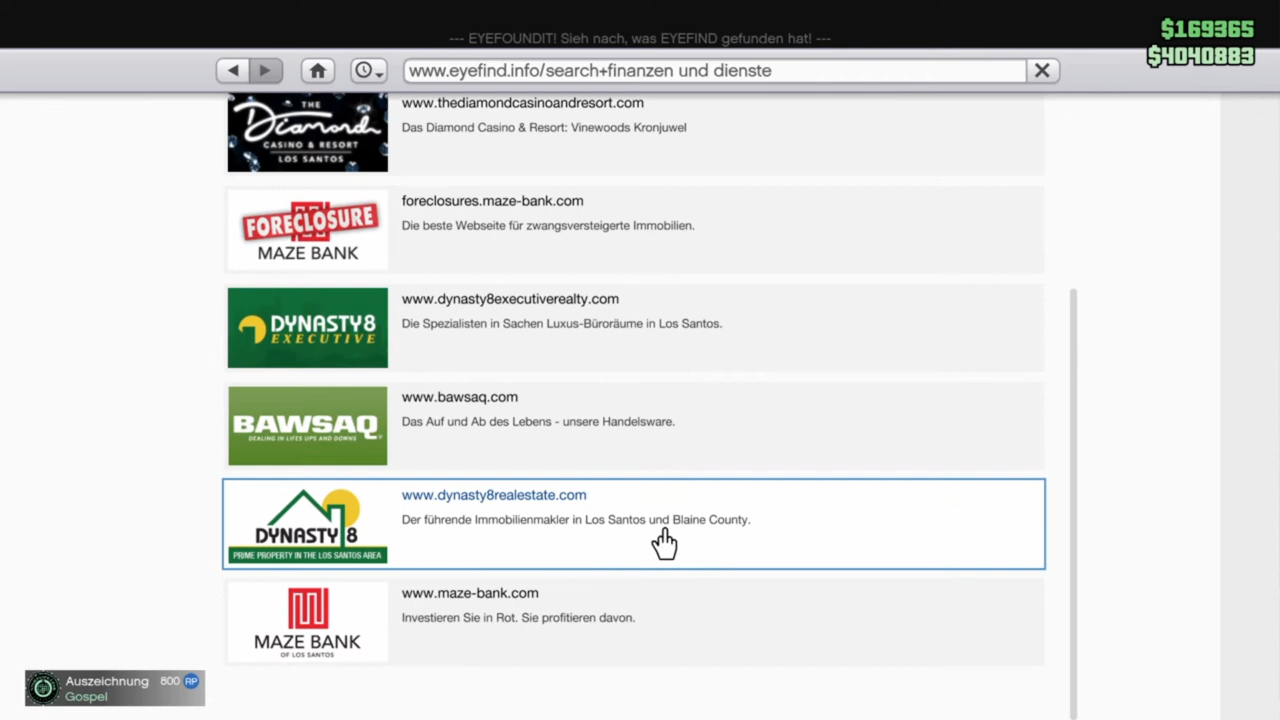 --- EYEFOUNDIT! Sieh nach, was EYEFIND gefunden hat! ---
$169365
$4040883
www.eyefind.info/search+finanzen und dienste
THE
Diamond
CASINO & RESORT
LOS SANTOS
www.thediamondcasinoandresort.com
Das Diamond Casino & Resort: Vinewoods Kronjuwel
FORECLOSURE
MAZE BANK
foreclosures.maze-bank.com
Die beste Webseite für zwangsversteigerte Immobilien.
DYNASTY8
EXECUTIVE
www.dynasty8executiverealty.com
Die Spezialisten in Sachen Luxus-Büroräume in Los Santos.
BAWSAQ
DEALING IN LIFES UPS AND DOWNS
www.bawsaq.com
Das Auf und Ab des Lebens - unsere Handelsware.
DYNASTY 8
PRIME PROPERTY IN THE LOS SANTOS AREA
www.dynasty8realestate.com
Der führende Immobilienmakler in Los Santos und Blaine County.
MAZE BANK
OF LOS SANTOS
www.maze-bank.com
Investieren Sie in Rot. Sie profitieren davon.
Auszeichnung 800 RP
Gospel